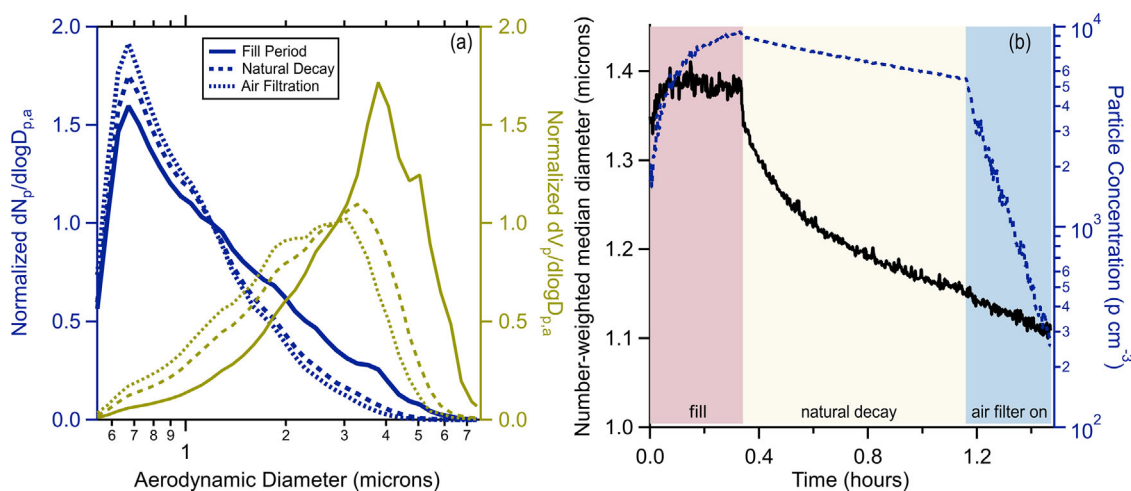 (a)
Fill Period
Natural Decay
Air Filtration
Normalized dNp/dlogDp,a
2.0
1.5
1.0
0.5
0.0
Normalized dVp/dlogDp,a
2.0
1.5
1.0
0.5
0.0
6 7 8 9 1 2 3 4 5 6 7
Aerodynamic Diameter (microns)
(b)
Number-weighted median diameter (microns)
1.4
1.3
1.2
1.1
1.0
fill
natural decay
air filter on
0.0 0.4 0.8 1.2
Time (hours)
Particle Concentration (p cm-3)
10^4
8
6
5
4
3
2
10^3
8
6
5
4
3
2
10^2